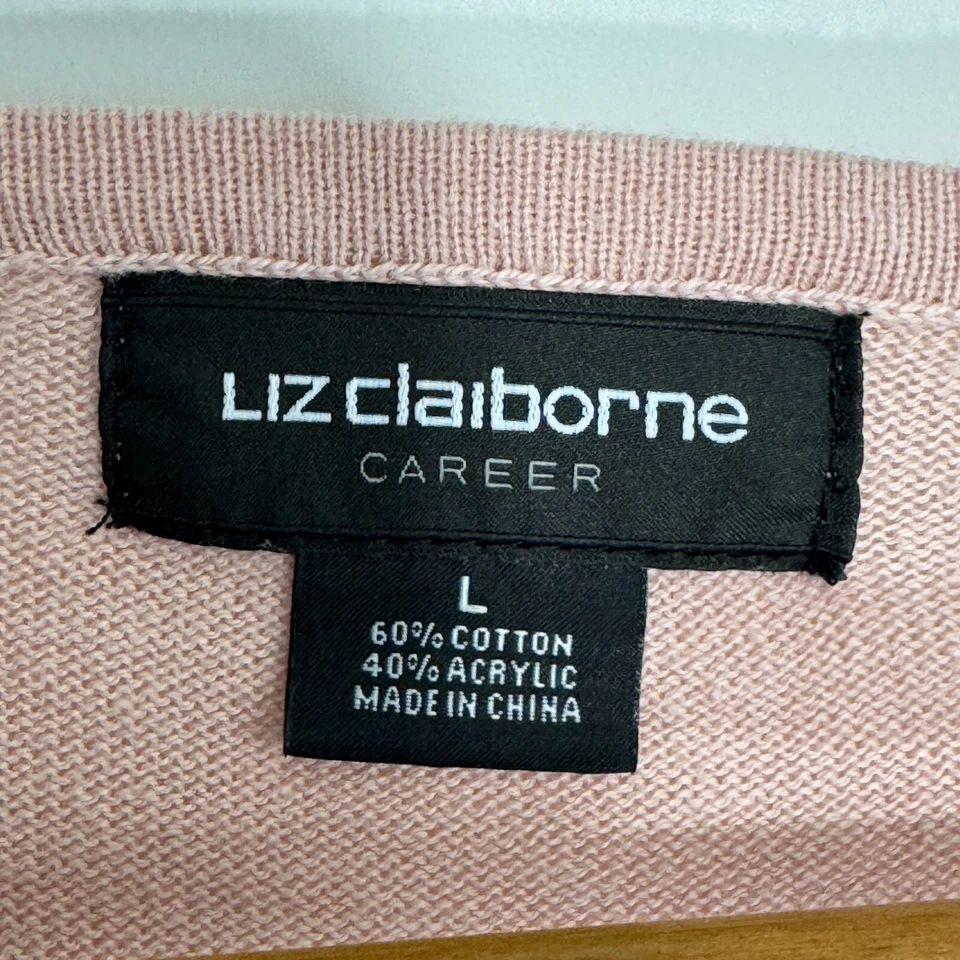 LIZ claiborne
CAREER
L
60% COTTON
40% ACRYLIC
MADE IN CHINA